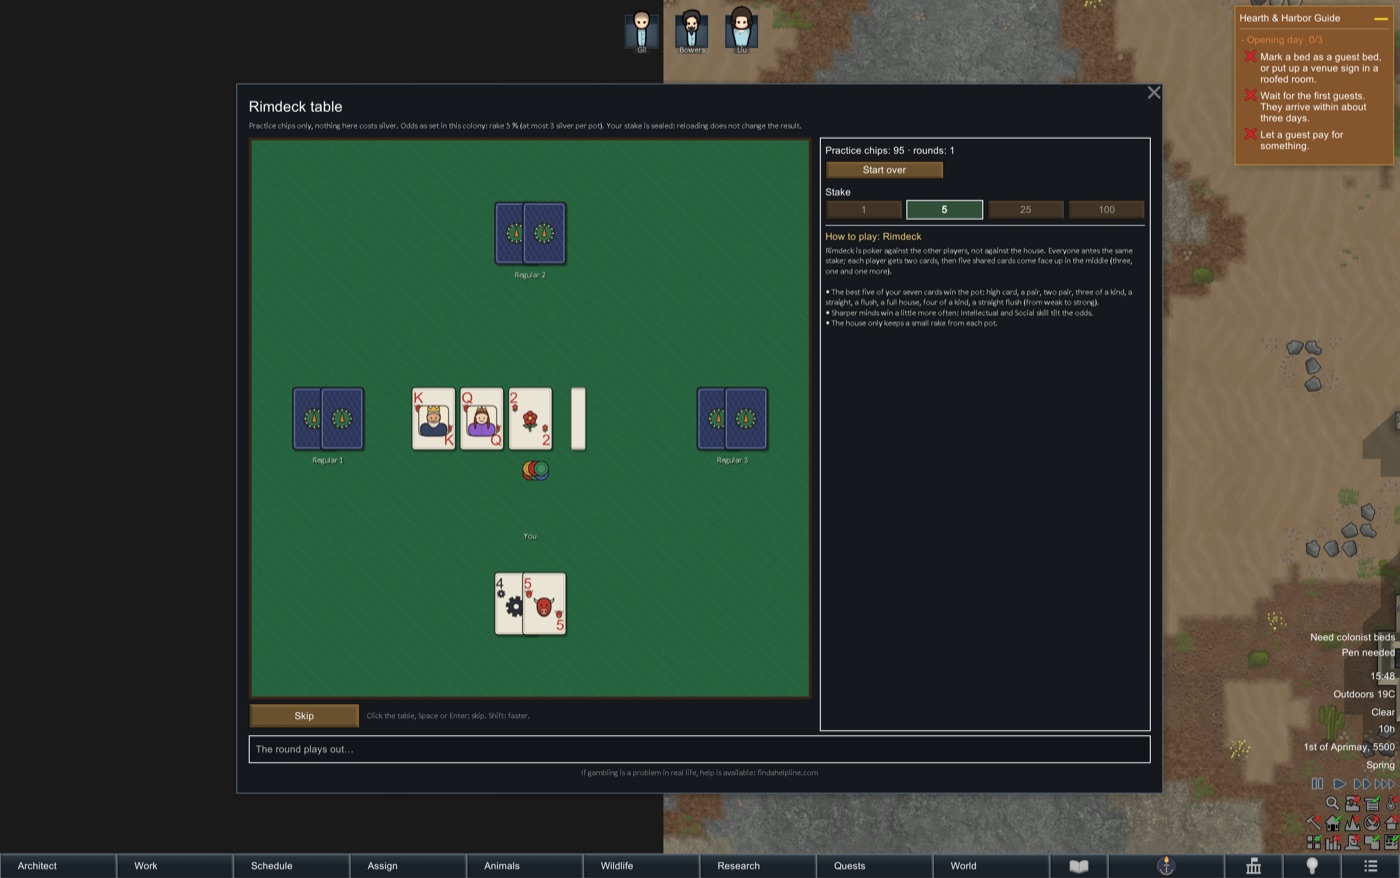 Gil
Bowers
Liu
Hearth & Harbor Guide
- Opening day 0/3
Mark a bed as a guest bed,
or put up a venue sign in a
roofed room.
Wait for the first guests.
They arrive within about
three days.
Let a guest pay for
something.
Rimdeck table
Practice chips only, nothing here costs silver. Odds as set in this colony: rake 5 % (at most 3 silver per pot). Your stake is sealed: reloading does not change the result.
Practice chips: 95 · rounds: 1
Start over
Stake
1
5
25
100
How to play: Rimdeck
Rimdeck is poker against the other players, not against the house. Everyone antes the same
stake; each player gets two cards, then five shared cards come face up in the middle (three,
one and one more).
• The best five of your seven cards win the pot: high card, a pair, two pair, three of a kind, a
straight, a flush, a full house, four of a kind, a straight flush (from weak to strong).
• Sharper minds win a little more often: Intellectual and Social skill tilt the odds.
• The house only keeps a small rake from each pot.
Regular 2
K
K
Q
Q
2
2
Regular 1
Regular 3
You
4
5
5
Skip
Click the table, Space or Enter: skip. Shift: faster.
The round plays out...
If gambling is a problem in real life, help is available: findahelpline.com
Need colonist beds
Pen needed
15:48
Outdoors 19C
Clear
10h
1st of Aprimay, 5500
Spring
Architect
Work
Schedule
Assign
Animals
Wildlife
Research
Quests
World